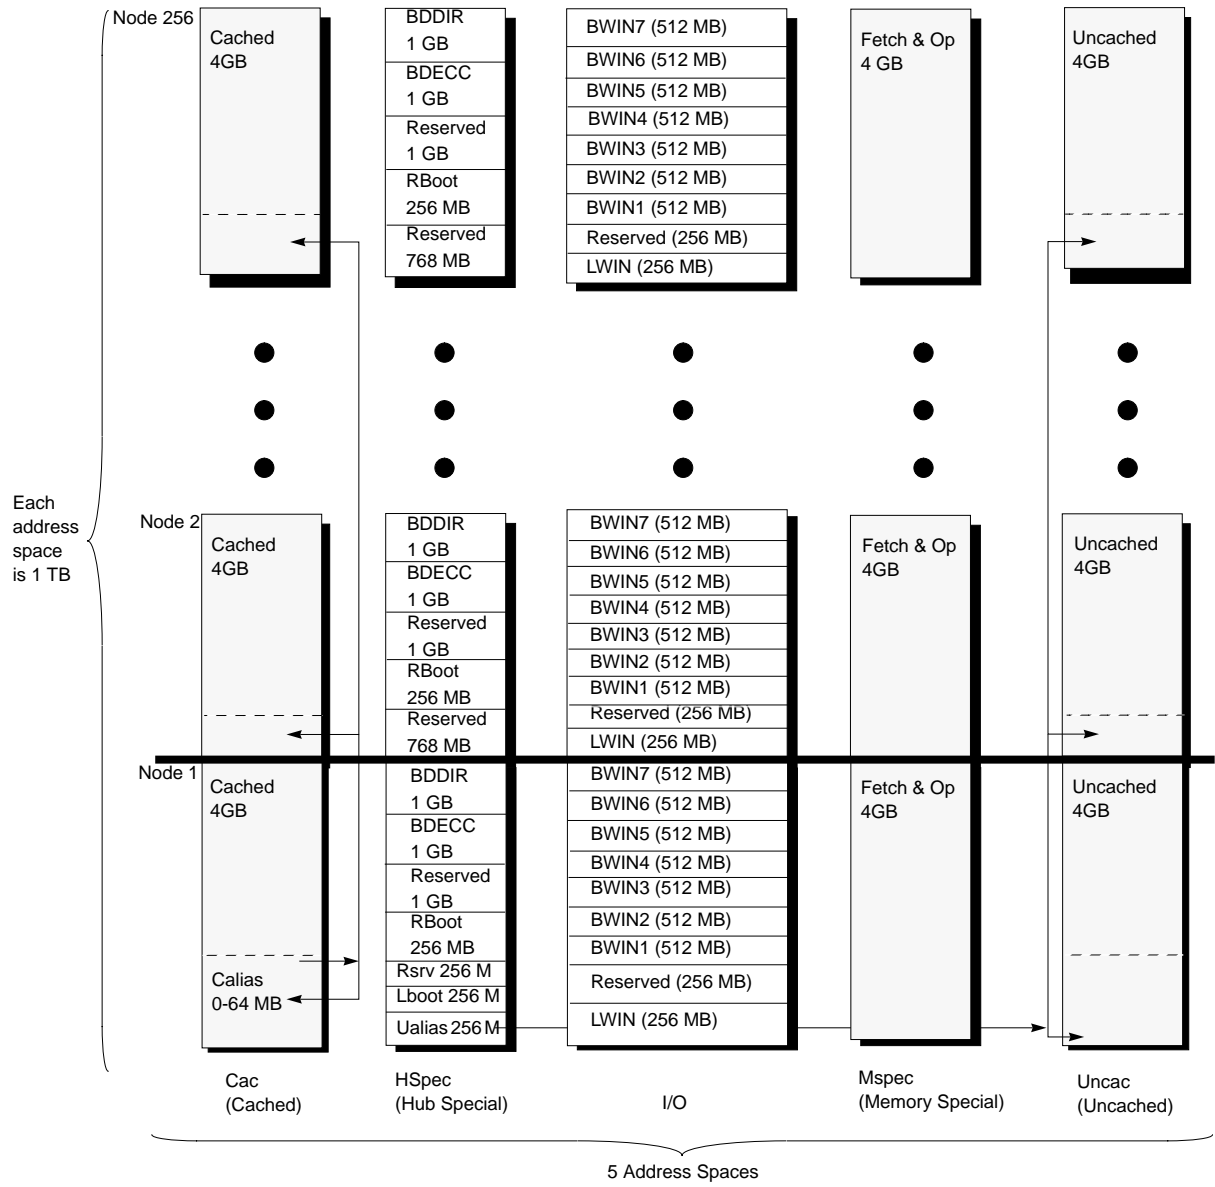 Node 256
Cached
4GB
BDDIR
1 GB
BDECC
1 GB
Reserved
1 GB
RBoot
256 MB
Reserved
768 MB
BWIN7 (512 MB)
BWIN6 (512 MB)
BWIN5 (512 MB)
BWIN4 (512 MB)
BWIN3 (512 MB)
BWIN2 (512 MB)
BWIN1 (512 MB)
Reserved (256 MB)
LWIN (256 MB)
Fetch & Op
4 GB
Uncached
4GB
Each
address
space
is 1 TB
Node 2
Cached
4GB
BDDIR
1 GB
BDECC
1 GB
Reserved
1 GB
RBoot
256 MB
Reserved
768 MB
BWIN7 (512 MB)
BWIN6 (512 MB)
BWIN5 (512 MB)
BWIN4 (512 MB)
BWIN3 (512 MB)
BWIN2 (512 MB)
BWIN1 (512 MB)
Reserved (256 MB)
LWIN (256 MB)
Fetch & Op
4GB
Uncached
4GB
Node 1
Cached
4GB
Calias
0-64 MB
BDDIR
1 GB
BDECC
1 GB
Reserved
1 GB
RBoot
256 MB
Rsrv 256 M
Lboot 256 M
Ualias 256 M
BWIN7 (512 MB)
BWIN6 (512 MB)
BWIN5 (512 MB)
BWIN4 (512 MB)
BWIN3 (512 MB)
BWIN2 (512 MB)
BWIN1 (512 MB)
Reserved (256 MB)
LWIN (256 MB)
Fetch & Op
4GB
Uncached
4GB
Cac
(Cached)
HSpec
(Hub Special)
I/O
Mspec
(Memory Special)
Uncac
(Uncached)
5 Address Spaces